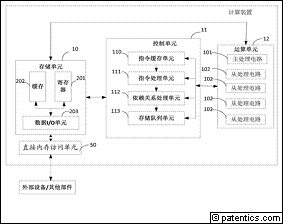 计算装置
11
控制单元
12
运算单元
10
存储单元
110
指令缓存单元
101
主处理电路
202
缓存
201
寄存器
111
指令处理单元
102
从处理电路
102
从处理电路
112
依赖关系处理单元
102
从处理电路
203
数据I/O单元
113
存储队列单元
102
从处理电路
直接内存访问单元
50
外部设备/其他部件
© patentics.com